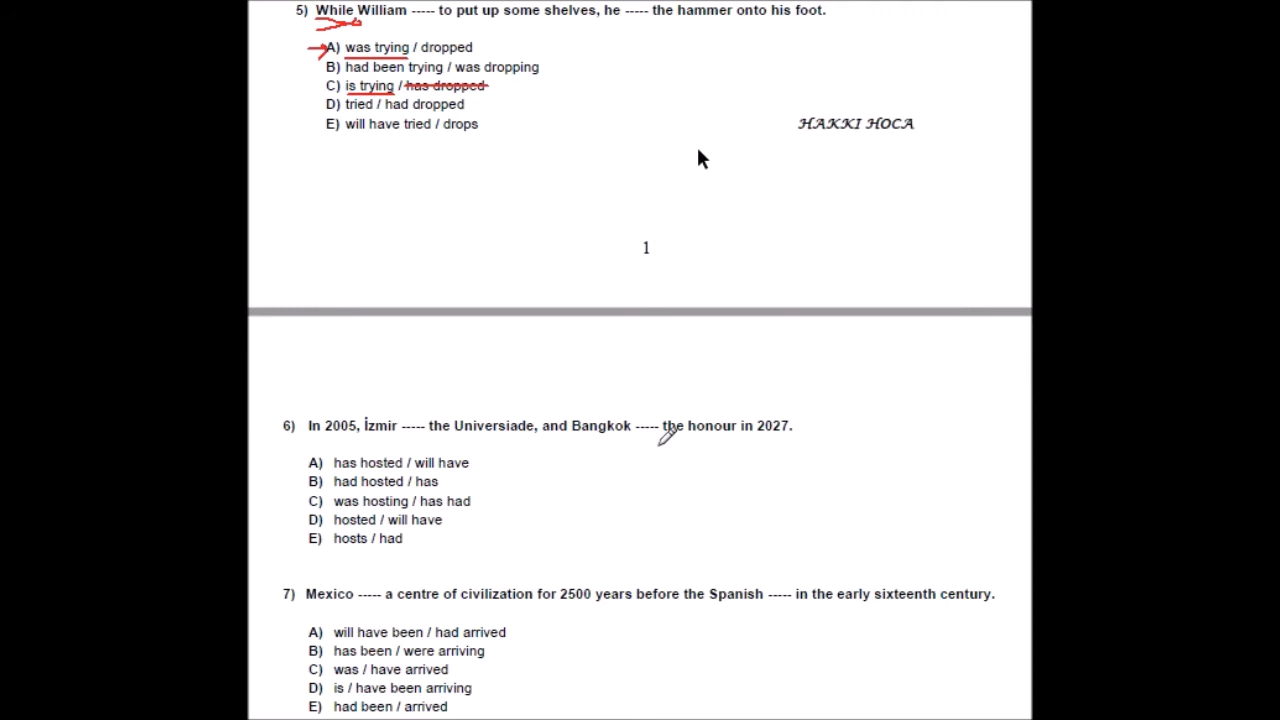 5) While William ----- to put up some shelves, he ----- the hammer onto his foot.
A) was trying / dropped
B) had been trying / was dropping
C) is trying / has dropped
D) tried / had dropped
E) will have tried / drops
HAKKI HOCA
1
6) In 2005, İzmir ----- the Universiade, and Bangkok ----- the honour in 2027.
A) has hosted / will have
B) had hosted / has
C) was hosting / has had
D) hosted / will have
E) hosts / had
7) Mexico ----- a centre of civilization for 2500 years before the Spanish ----- in the early sixteenth century.
A) will have been / had arrived
B) has been / were arriving
C) was / have arrived
D) is / have been arriving
E) had been / arrived